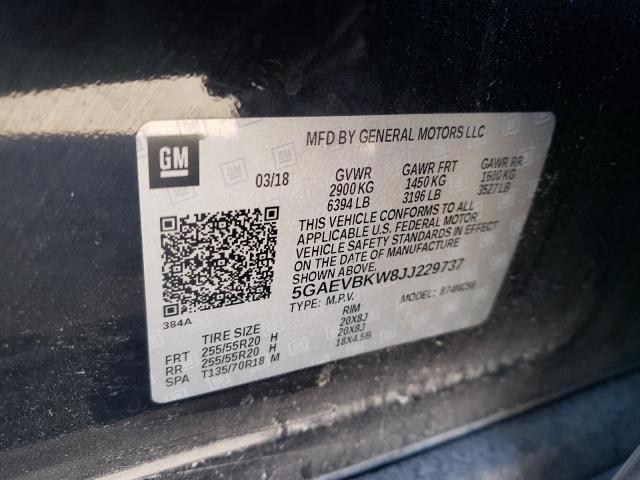 GM
MFD BY GENERAL MOTORS LLC
03/18 GVWR GAWR FRT GAWR RR
2900 KG 1450 KG 1600 KG
6394 LB 3196 LB 3527 LB
THIS VEHICLE CONFORMS TO ALL
APPLICABLE U.S. FEDERAL MOTOR
VEHICLE SAFETY STANDARDS IN EFFECT
ON THE DATE OF MANUFACTURE
SHOWN ABOVE.
5GAEVBKW8JJ229737
TYPE: M.P.V. MODEL:
384A
TIRE SIZE RIM
FRT 255/55R20 H 20X8J
RR 255/55R20 H 20X8J
SPA T135/70R18 M 18X4.5B